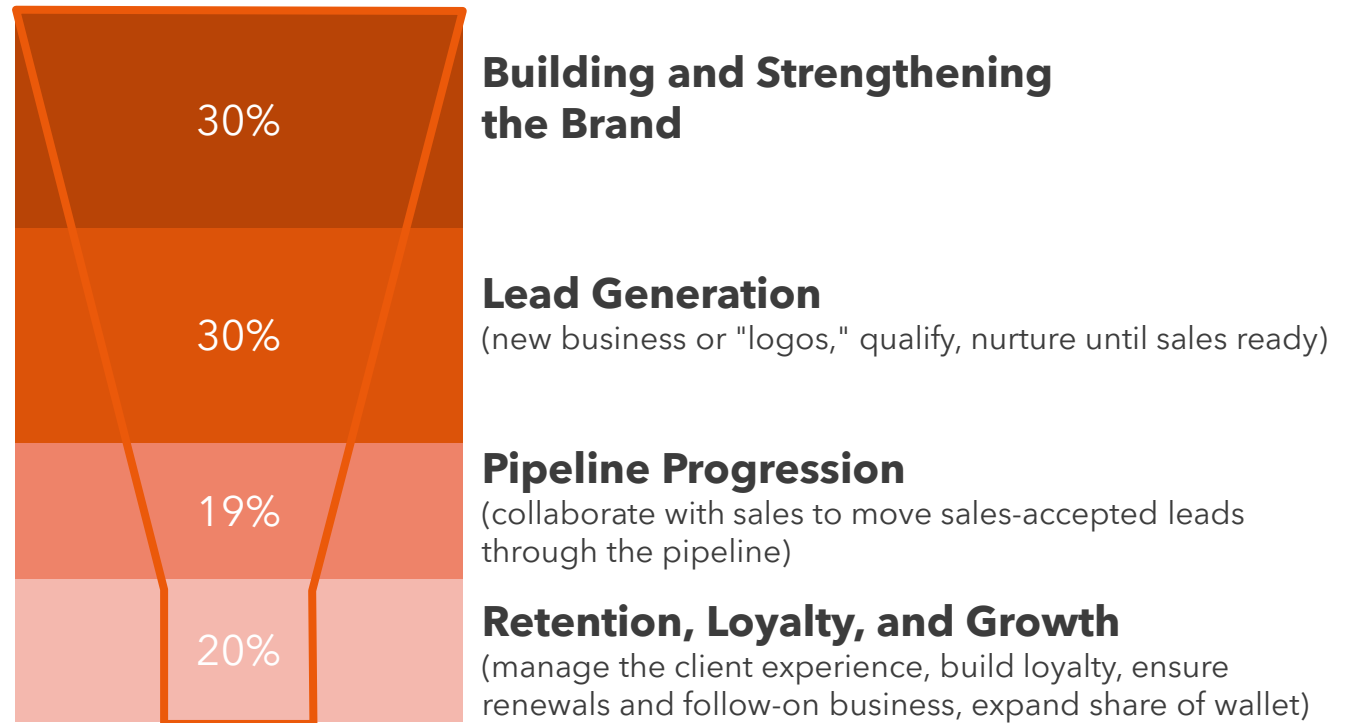 30%
Building and Strengthening
the Brand
30%
Lead Generation
(new business or "logos," qualify, nurture until sales ready)
19%
Pipeline Progression
(collaborate with sales to move sales-accepted leads
through the pipeline)
20%
Retention, Loyalty, and Growth
(manage the client experience, build loyalty, ensure
renewals and follow-on business, expand share of wallet)